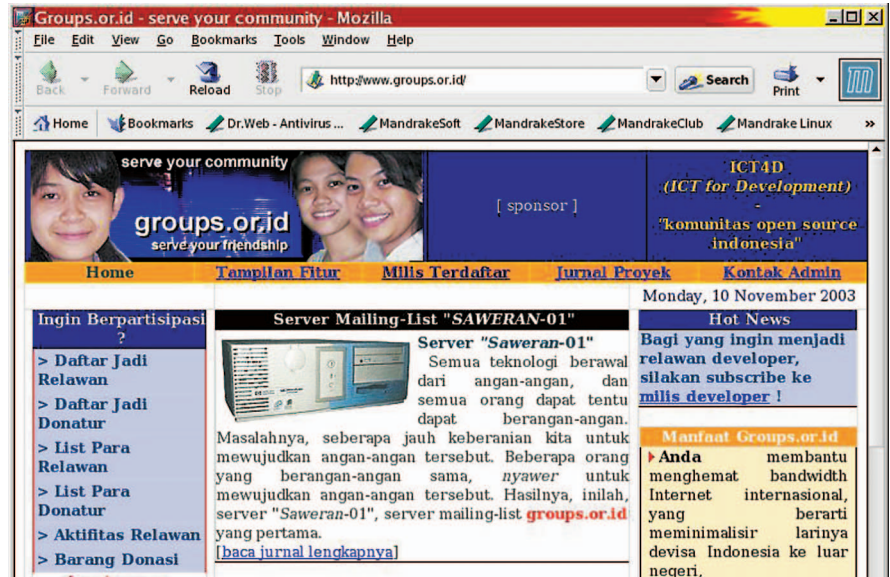 Groups.or.id - serve your community - Mozilla
File Edit View Go Bookmarks Tools Window Help
Back Forward Reload Stop http://www.groups.or.id/ Search Print
Home Bookmarks Dr.Web - Antivirus ... MandrakeSoft MandrakeStore MandrakeClub Mandrake Linux »
serve your community
groups.or.id
serve your friendship
[ sponsor ]
ICT4D
(ICT for Development)
-
"komunitas open source
indonesia"
Home Tampilan Fitur Milis Terdaftar Jurnal Proyek Kontak Admin
Monday, 10 November 2003
Ingin Berpartisipasi
?
> Daftar Jadi
Relawan
> Daftar Jadi
Donatur
> List Para
Relawan
> List Para
Donatur
> Aktifitas Relawan
> Barang Donasi
Server Mailing-List "SAWERAN-01"
Server "Saweran-01"
Semua teknologi berawal
dari angan-angan, dan
semua orang dapat tentu
dapat berangan-angan.
Masalahnya, seberapa jauh keberanian kita untuk
mewujudkan angan-angan tersebut. Beberapa orang
yang berangan-angan sama, nyawer untuk
mewujudkan angan-angan tersebut. Hasilnya, inilah,
server "Saweran-01", server mailing-list groups.or.id
yang pertama.
[baca jurnal lengkapnya]
Hot News
Bagi yang ingin menjadi
relawan developer,
silakan subscribe ke
milis developer !
Manfaat Groups.or.id
Anda membantu
menghemat bandwidth
Internet internasional,
yang berarti
meminimalisir larinya
devisa Indonesia ke luar
negeri,